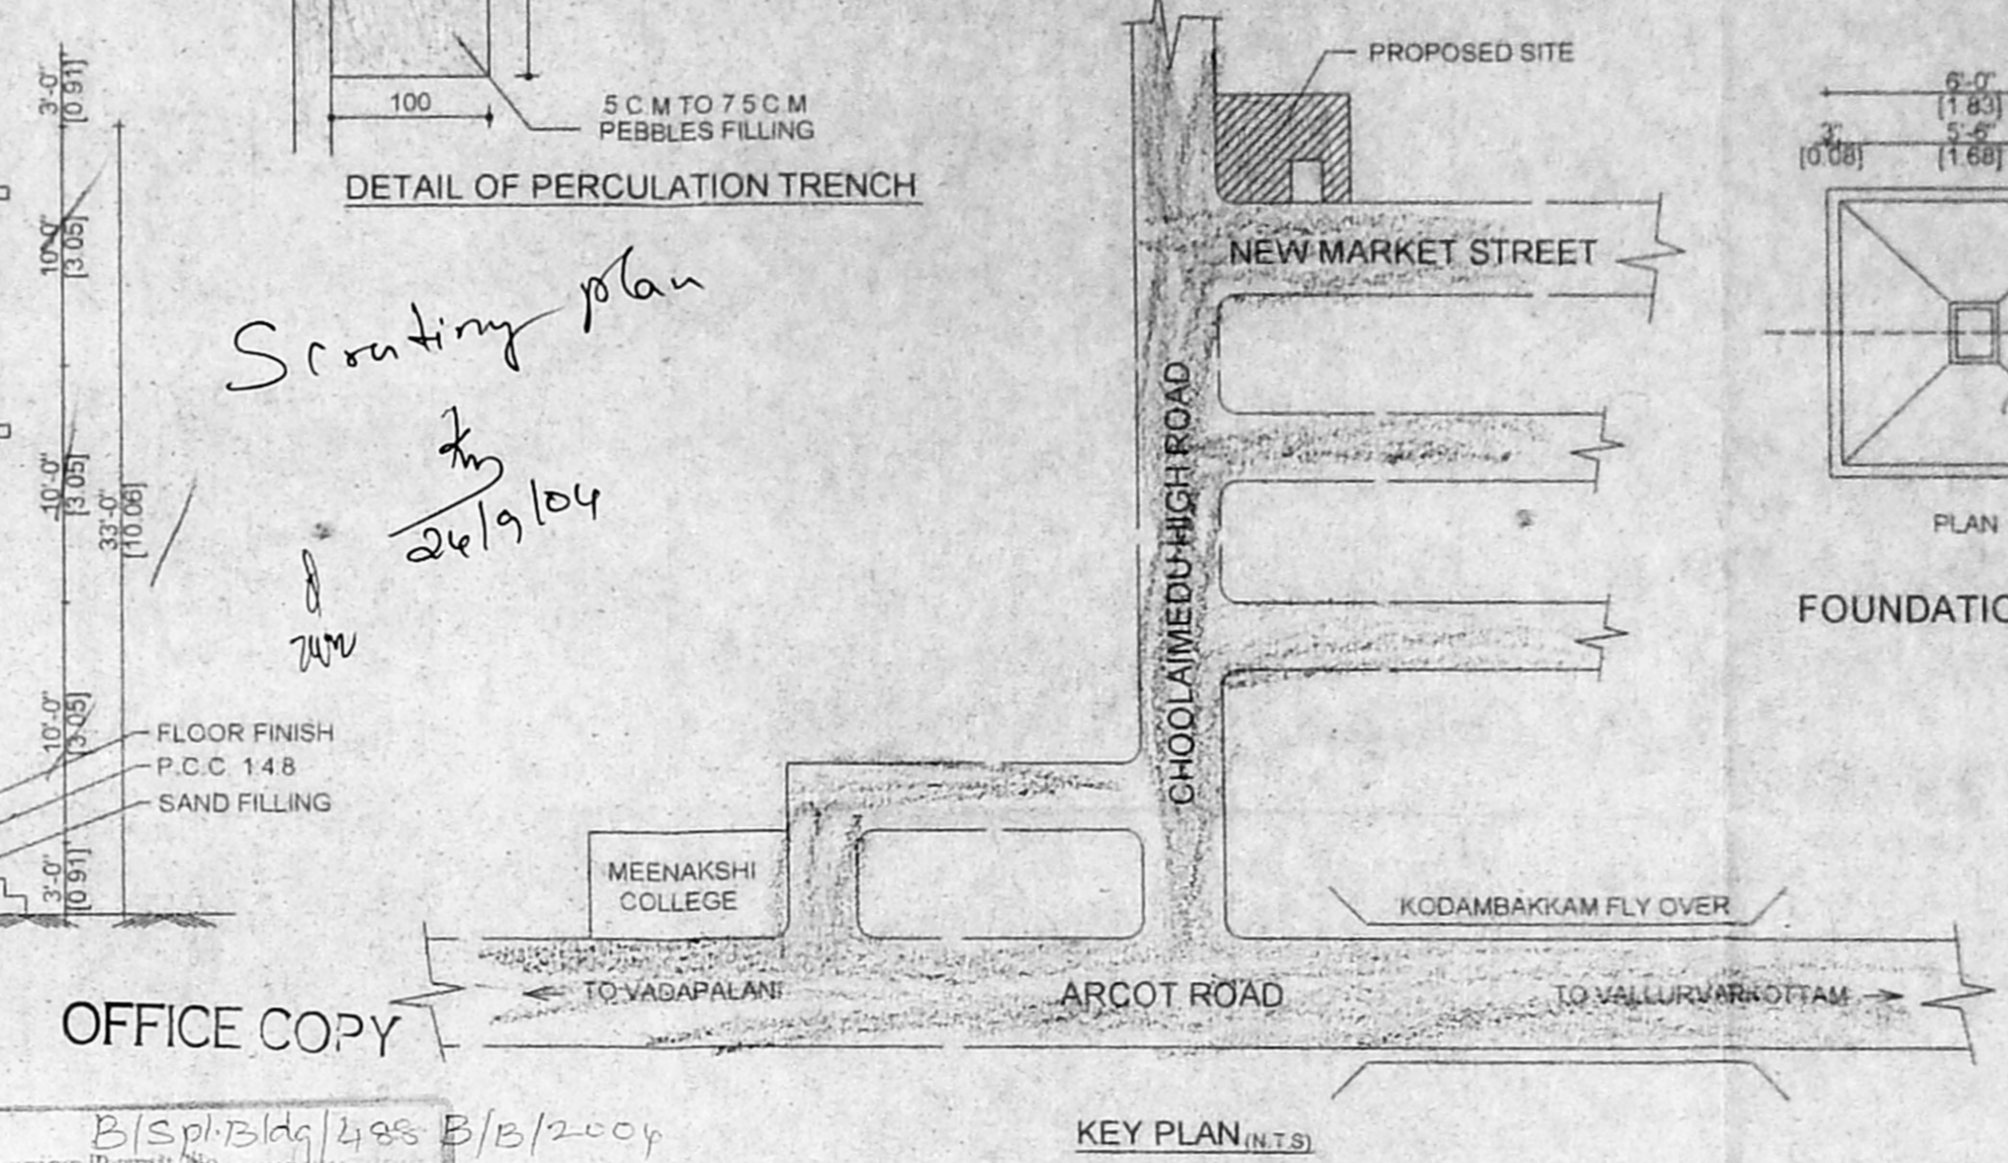 3'-0"
[0.91]
10'-0"
[3.05]
10'-0"
[3.05]
33'-0"
[10.06]
10'-0"
[3.05]
3'-0"
[0.91]
100
5 C M TO 7 5 C M
PEBBLES FILLING
DETAIL OF PERCULATION TRENCH
Scrutiny plan
24/9/04
FLOOR FINISH
P.C.C 1 4 8
SAND FILLING
PROPOSED SITE
NEW MARKET STREET
CHOOLAIMEDU HIGH ROAD
MEENAKSHI
COLLEGE
KODAMBAKKAM FLY OVER
← TO VADAPALANI
ARCOT ROAD
TO VALLURVARKOTTAM →
KEY PLAN (N.T.S)
6'-0"
[1.83]
3"
[0.08]
5'-6"
[1.68]
PLAN
FOUNDATIO
OFFICE COPY
B/Spl.Bldg/488 B/B/2004